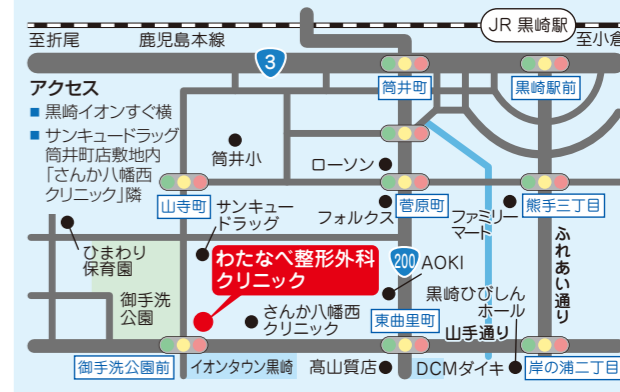 JR 黒崎駅
至折尾
鹿児島本線
至小倉
3
アクセス
筒井町
黒崎駅前
■ 黒崎イオンすぐ横
■ サンキュードラッグ
筒井町店敷地内
「さんか八幡西
クリニック」隣
筒井小
ローソン
山寺町
サンキュー
ドラッグ
フォルクス
菅原町
ファミリー
マート
熊手三丁目
ひまわり
保育園
わたなべ整形外科
クリニック
200
AOKI
ふれあい通り
御手洗
公園
さんか八幡西
クリニック
東曲里町
黒崎ひびしん
ホール
山手通り
御手洗公園前
イオンタウン黒崎
髙山質店
DCMダイキ
岸の浦二丁目